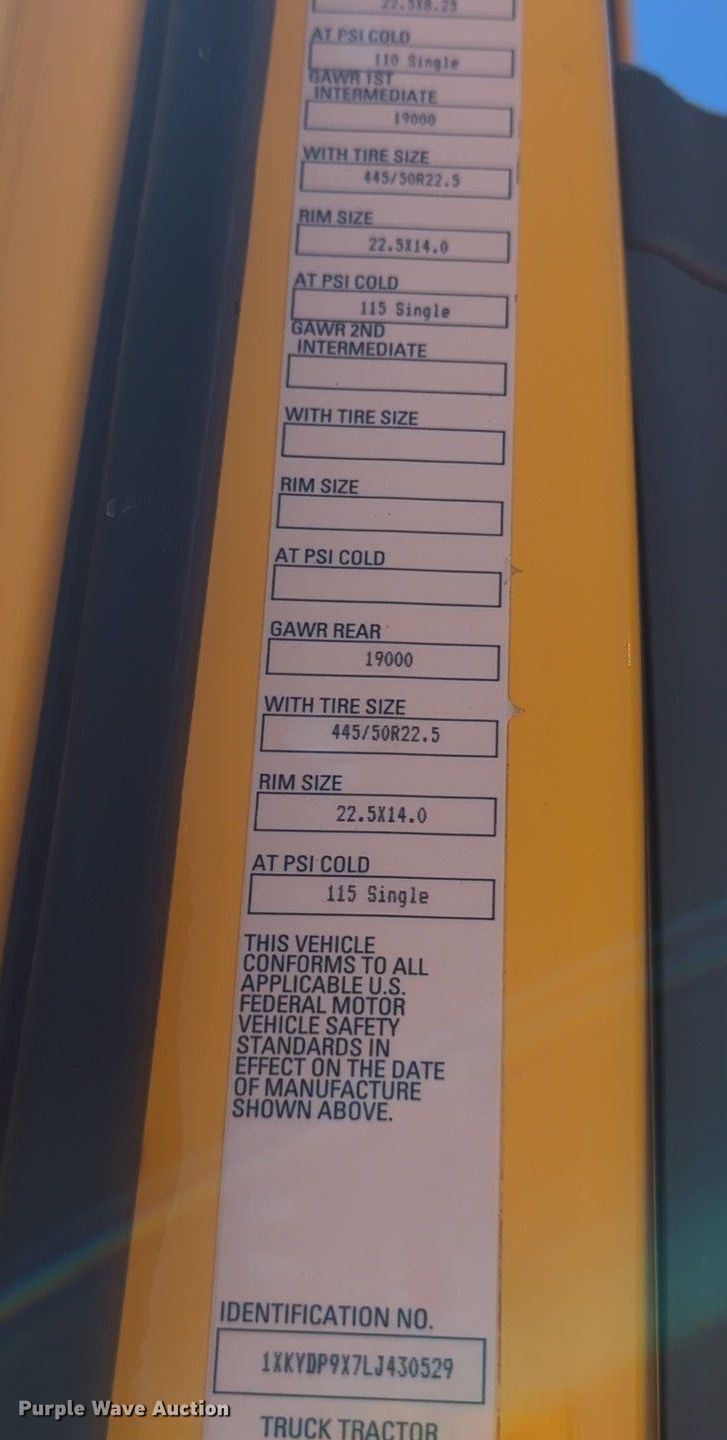 22.5X8.25
AT PSI COLD
110 Single
GAWR 1ST
INTERMEDIATE
19000
WITH TIRE SIZE
445/50R22.5
RIM SIZE
22.5X14.0
AT PSI COLD
115 Single
GAWR 2ND
INTERMEDIATE
WITH TIRE SIZE
RIM SIZE
AT PSI COLD
GAWR REAR
19000
WITH TIRE SIZE
445/50R22.5
RIM SIZE
22.5X14.0
AT PSI COLD
115 Single
THIS VEHICLE
CONFORMS TO ALL
APPLICABLE U.S.
FEDERAL MOTOR
VEHICLE SAFETY
STANDARDS IN
EFFECT ON THE DATE
OF MANUFACTURE
SHOWN ABOVE.
IDENTIFICATION NO.
1XKYDP9X7LJ430529
Purple Wave Auction
TRUCK TRACTOR